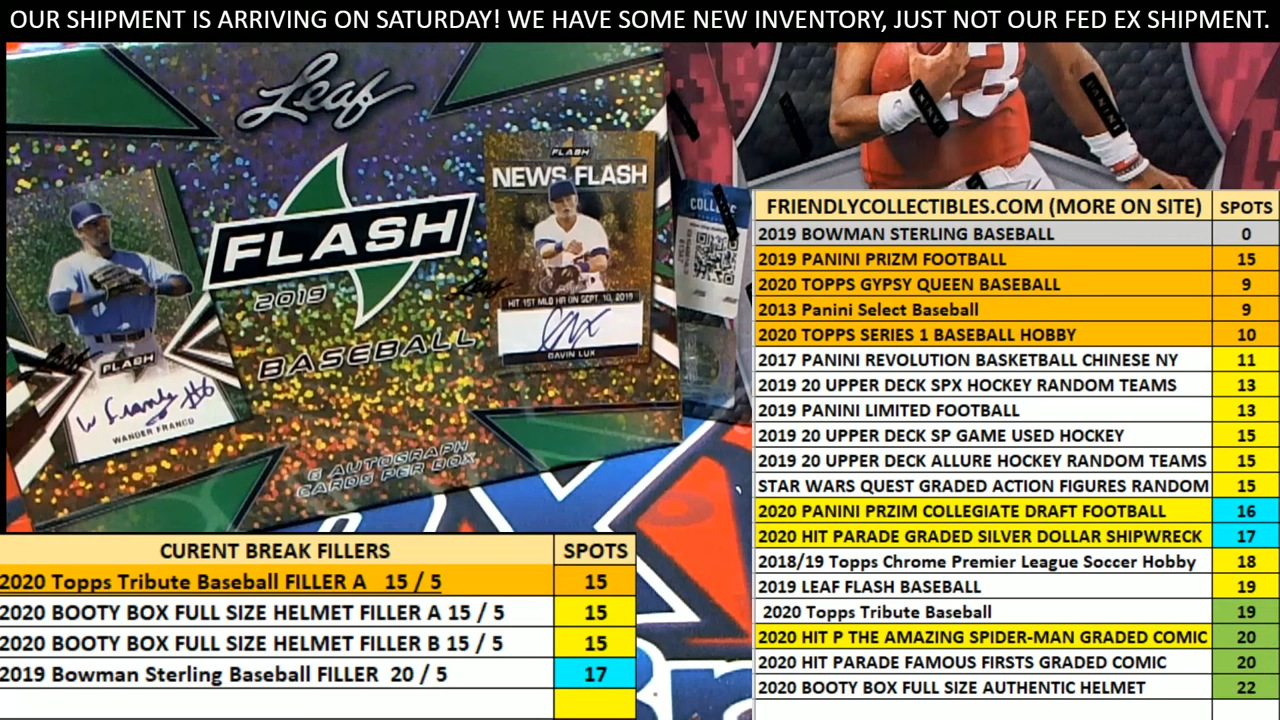 OUR SHIPMENT IS ARRIVING ON SATURDAY! WE HAVE SOME NEW INVENTORY, JUST NOT OUR FED EX SHIPMENT.
Leaf
FLASH
2019
BASEBALL
6 AUTOGRAPH
CARDS PER BOX
FLASH
W Franco #6
WANDER FRANCO
FLASH
NEWS FLASH
HIT 1ST MLB HR ON SEPT. 10, 2019
GAVIN LUX
13
PANINI
COLLEGE
FRIENDLYCOLLECTIBLES.COM (MORE ON SITE) SPOTS
2019 BOWMAN STERLING BASEBALL 0
2019 PANINI PRIZM FOOTBALL 15
2020 TOPPS GYPSY QUEEN BASEBALL 9
2013 Panini Select Baseball 9
2020 TOPPS SERIES 1 BASEBALL HOBBY 10
2017 PANINI REVOLUTION BASKETBALL CHINESE NY 11
2019 20 UPPER DECK SPX HOCKEY RANDOM TEAMS 13
2019 PANINI LIMITED FOOTBALL 13
2019 20 UPPER DECK SP GAME USED HOCKEY 15
2019 20 UPPER DECK ALLURE HOCKEY RANDOM TEAMS 15
STAR WARS QUEST GRADED ACTION FIGURES RANDOM 15
2020 PANINI PRZIM COLLEGIATE DRAFT FOOTBALL 16
2020 HIT PARADE GRADED SILVER DOLLAR SHIPWRECK 17
2018/19 Topps Chrome Premier League Soccer Hobby 18
2019 LEAF FLASH BASEBALL 19
2020 Topps Tribute Baseball 19
2020 HIT P THE AMAZING SPIDER-MAN GRADED COMIC 20
2020 HIT PARADE FAMOUS FIRSTS GRADED COMIC 20
2020 BOOTY BOX FULL SIZE AUTHENTIC HELMET 22
CURENT BREAK FILLERS SPOTS
2020 Topps Tribute Baseball FILLER A 15 / 5 15
2020 BOOTY BOX FULL SIZE HELMET FILLER A 15 / 5 15
2020 BOOTY BOX FULL SIZE HELMET FILLER B 15 / 5 15
2019 Bowman Sterling Baseball FILLER 20 / 5 17